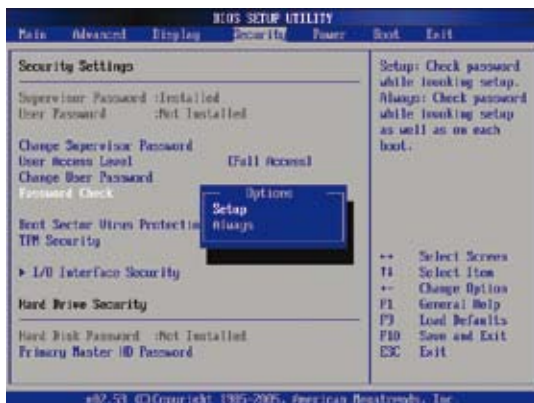 BIOS SETUP UTILITY
Main Advanced Display Security Power Boot Exit
Security Settings
Supervisor Password :Installed
User Password :Not Installed
Change Supervisor Password
User Access Level [Full Access]
Change User Password
Password Check
Boot Sector Virus Protection
TPM Security
I/O Interface Security
Hard Drive Security
Hard Disk Password :Not Installed
Primary Master HD Password
Options
Setup
Always
Setup: Check password
while invoking setup.
Always: Check password
while invoking setup
as well as on each
boot.
↔ Select Screen
↑↓ Select Item
+- Change Option
F1 General Help
F9 Load Defaults
F10 Save and Exit
ESC Exit
v02.53 (C)Copyright 1985-2005, American Megatrends, Inc.